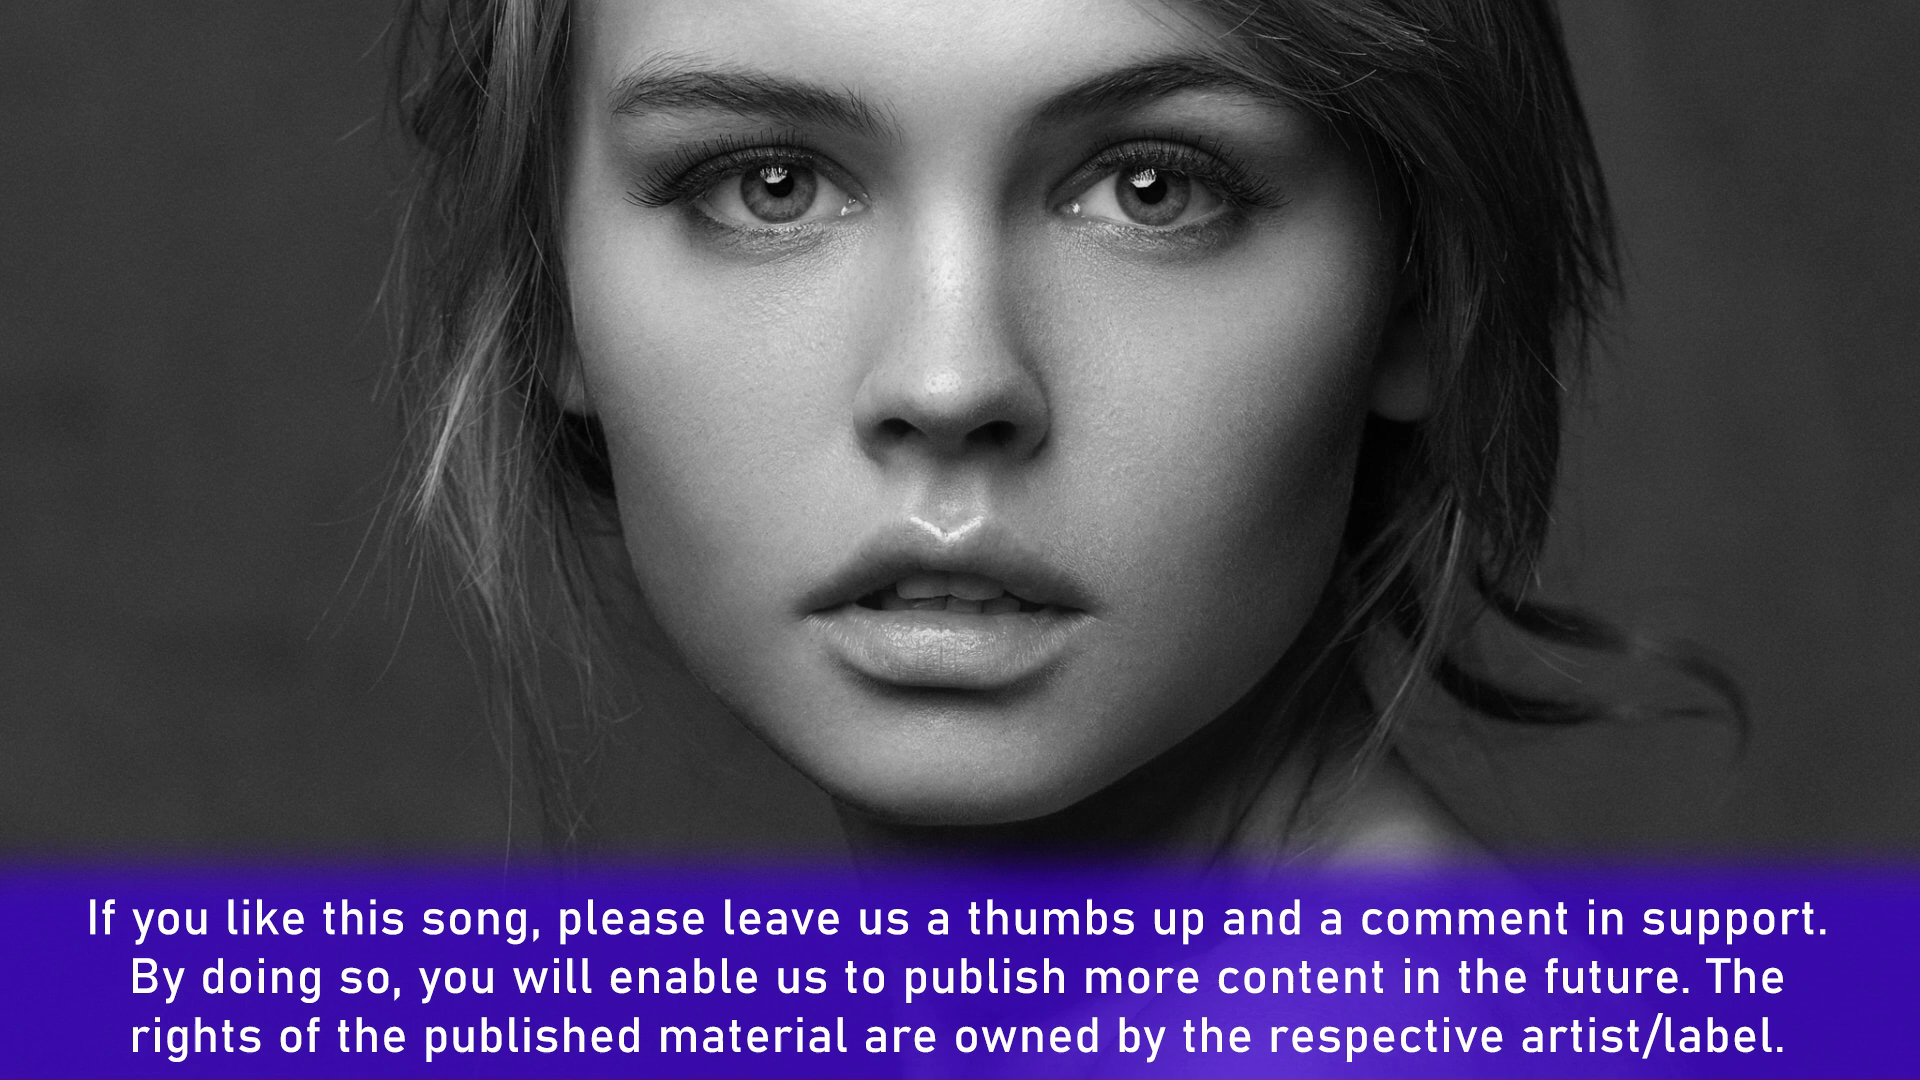 If you like this song, please leave us a thumbs up and a comment in support.
By doing so, you will enable us to publish more content in the future. The
rights of the published material are owned by the respective artist/label.